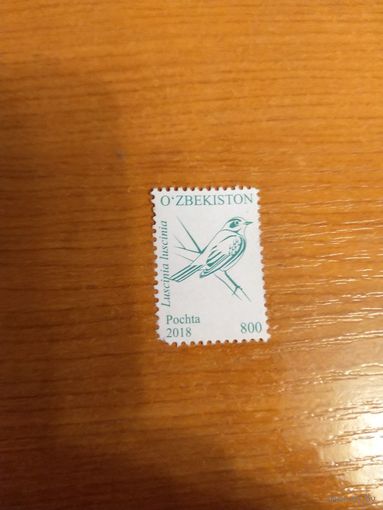 O‘ZBEKISTON
Luscinia luscinia
Pochta
2018
800